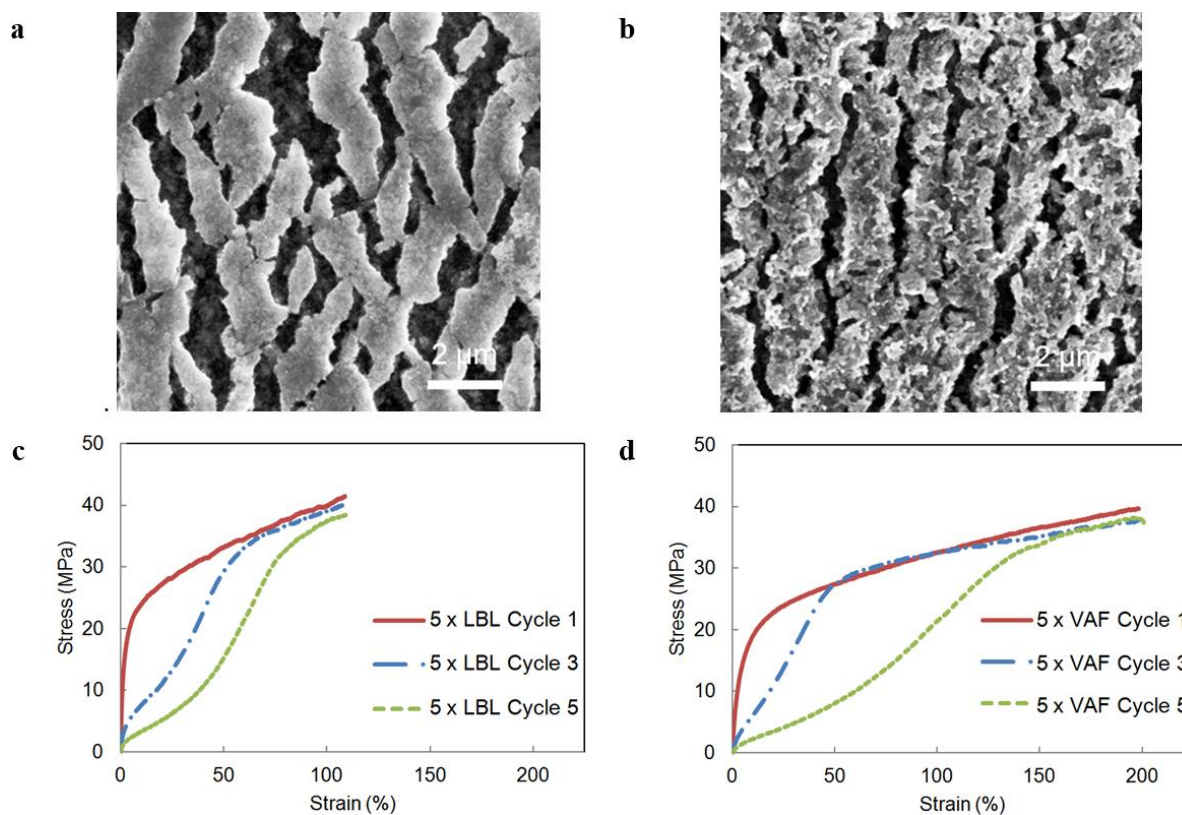 a
b
2 μm
2 μm
.
c
d
50
40
30
20
10
0
Stress (MPa)
5 x LBL Cycle 1
5 x LBL Cycle 3
5 x LBL Cycle 5
0
50
100
150
200
Strain (%)
50
40
30
20
10
0
Stress (MPa)
5 x VAF Cycle 1
5 x VAF Cycle 3
5 x VAF Cycle 5
0
50
100
150
200
Strain (%)